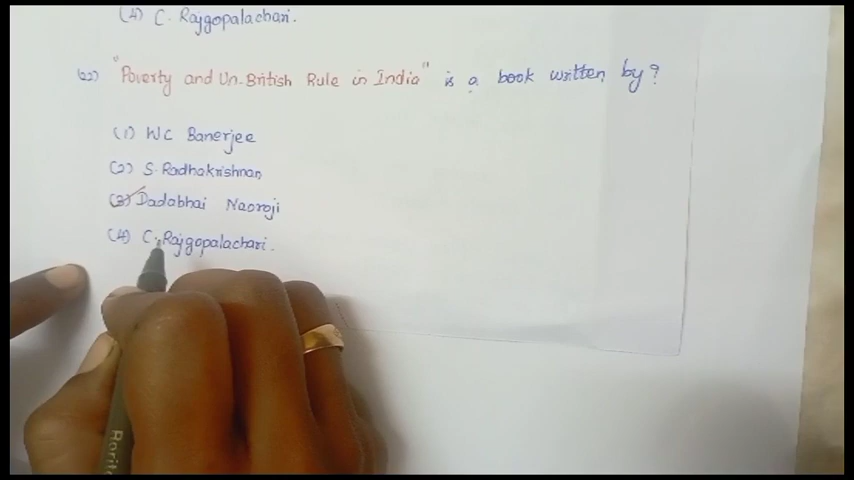 (4) C. Rajgopalachari.
(22) "Poverty and Un-British Rule in India" is a book written by?
(1) WC Banerjee
(2) S. Radhakrishnan
(3) Dadabhai Naoroji
(4) C. Rajgopalachari.